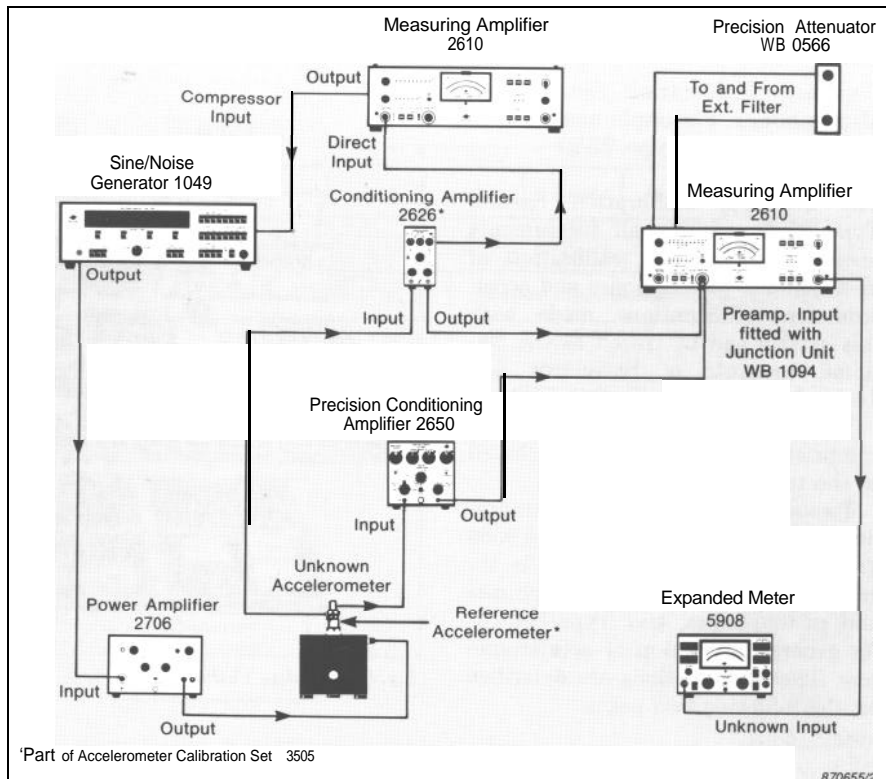 Measuring Amplifier
2610
Precision Attenuator
WB 0566
Output
Compressor
Input
To and From
Ext. Filter
Direct
Input
Sine/Noise
Generator 1049
Conditioning Amplifier
2626*
Measuring Amplifier
2610
Output
Input
Output
Preamp. Input
fitted with
Junction Unit
WB 1094
Precision Conditioning
Amplifier 2650
Input
Output
Unknown
Accelerometer
Power Amplifier
2706
Reference
Accelerometer*
Expanded Meter
5908
Input
Output
Unknown Input
'Part of Accelerometer Calibration Set 3505